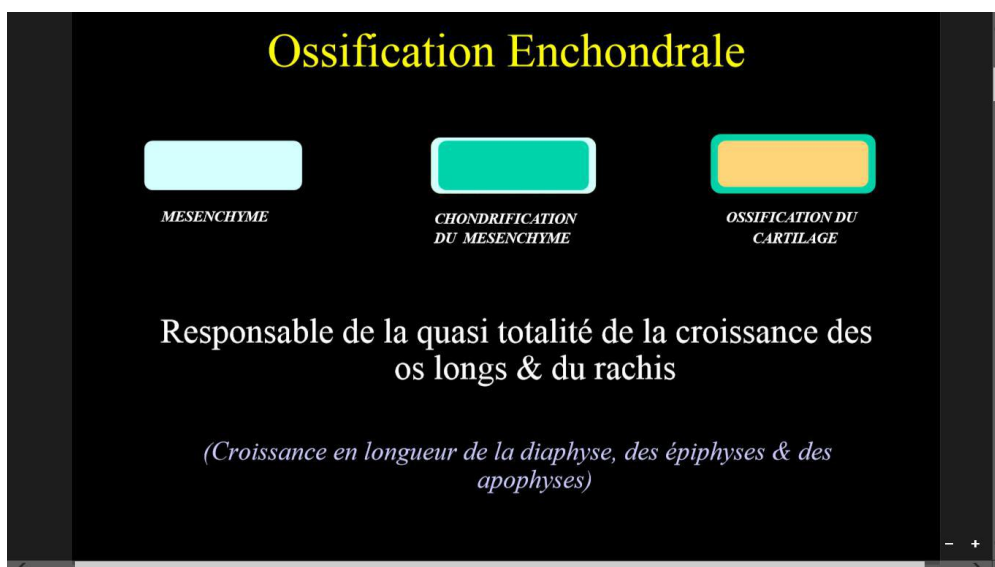 Ossification Enchondrale
MESENCHYME
CHONDRIFICATION
DU MESENCHYME
OSSIFICATION DU
CARTILAGE
Responsable de la quasi totalité de la croissance des
os longs & du rachis
(Croissance en longueur de la diaphyse, des épiphyses & des
apophyses)